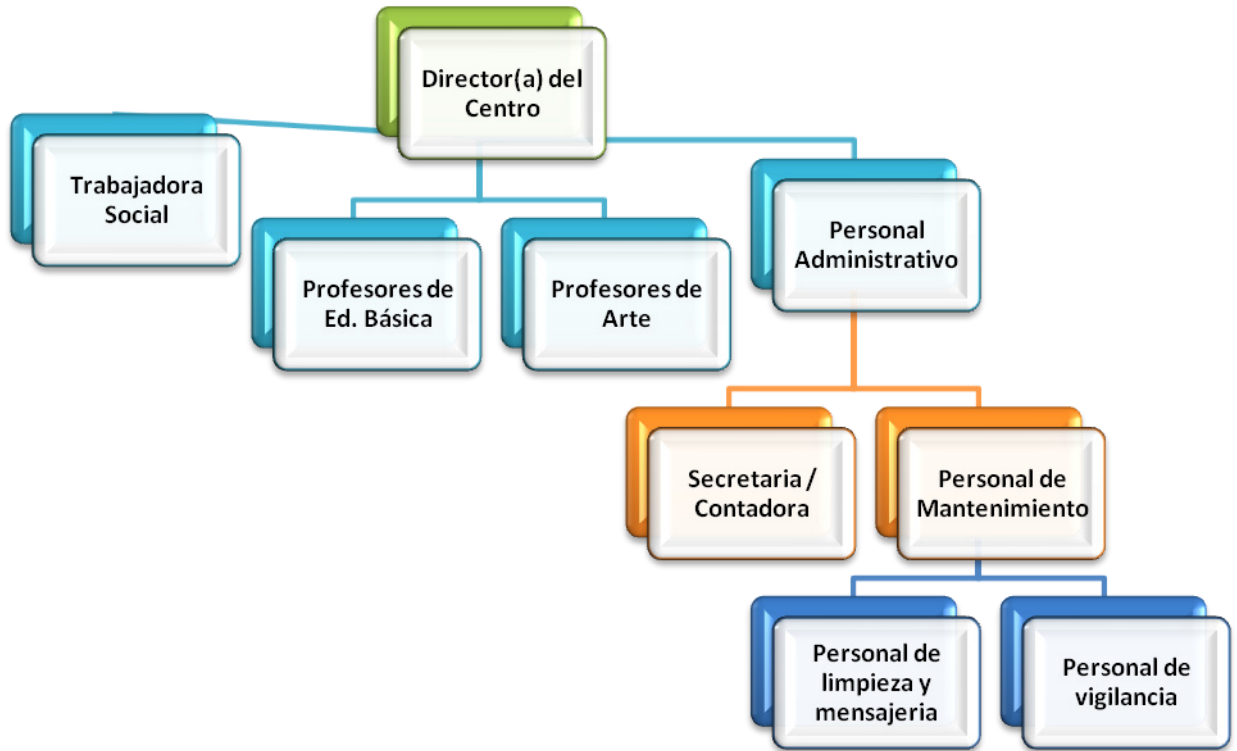 Director(a) del
Centro
Trabajadora
Social
Profesores de
Ed. Básica
Profesores de
Arte
Personal
Administrativo
Secretaria /
Contadora
Personal de
Mantenimiento
Personal de
limpieza y
mensajeria
Personal de
vigilancia